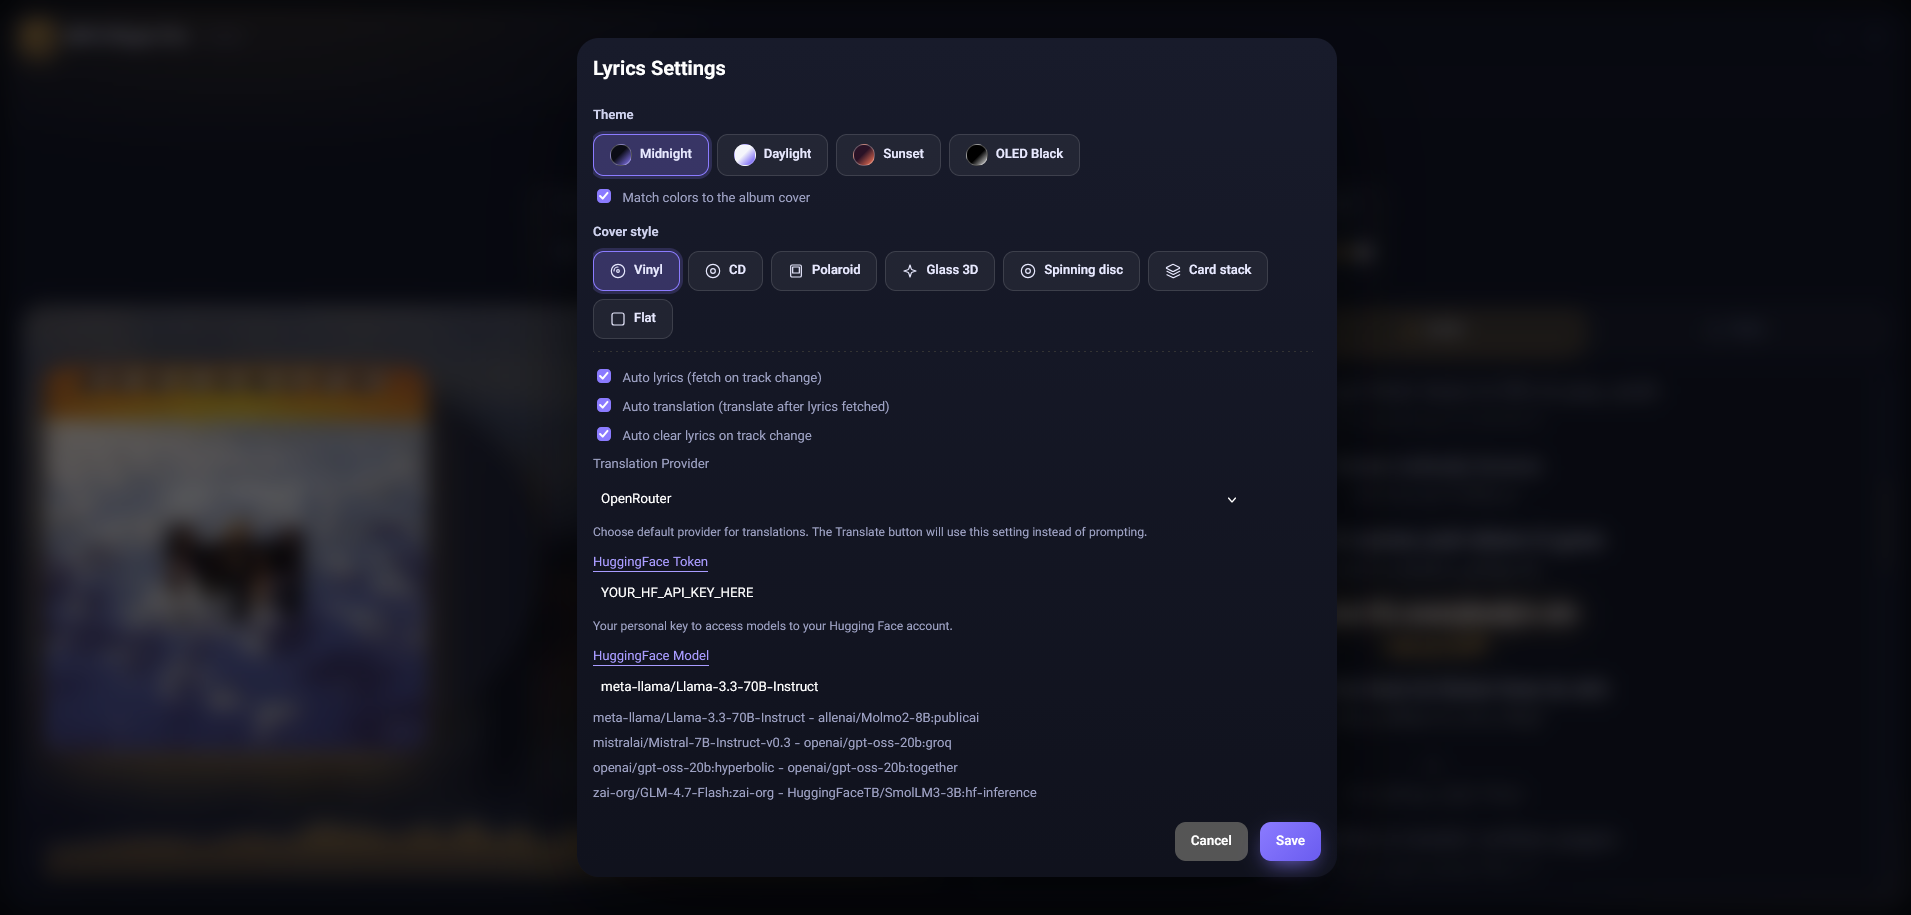 Lyrics Settings
Theme
Midnight Daylight Sunset OLED Black
Match colors to the album cover
Cover style
Vinyl CD Polaroid Glass 3D Spinning disc Card stack
Flat
Auto lyrics (fetch on track change)
Auto translation (translate after lyrics fetched)
Auto clear lyrics on track change
Translation Provider
OpenRouter
Choose default provider for translations. The Translate button will use this setting instead of prompting.
HuggingFace Token
YOUR_HF_API_KEY_HERE
Your personal key to access models to your Hugging Face account.
HuggingFace Model
meta-llama/Llama-3.3-70B-Instruct
meta-llama/Llama-3.3-70B-Instruct - allenai/Molmo2-8B:publicai
mistralai/Mistral-7B-Instruct-v0.3 - openai/gpt-oss-20b:groq
openai/gpt-oss-20b:hyperbolic - openai/gpt-oss-20b:together
zai-org/GLM-4.7-Flash:zai-org - HuggingFaceTB/SmolLM3-3B:hf-inference
Cancel Save